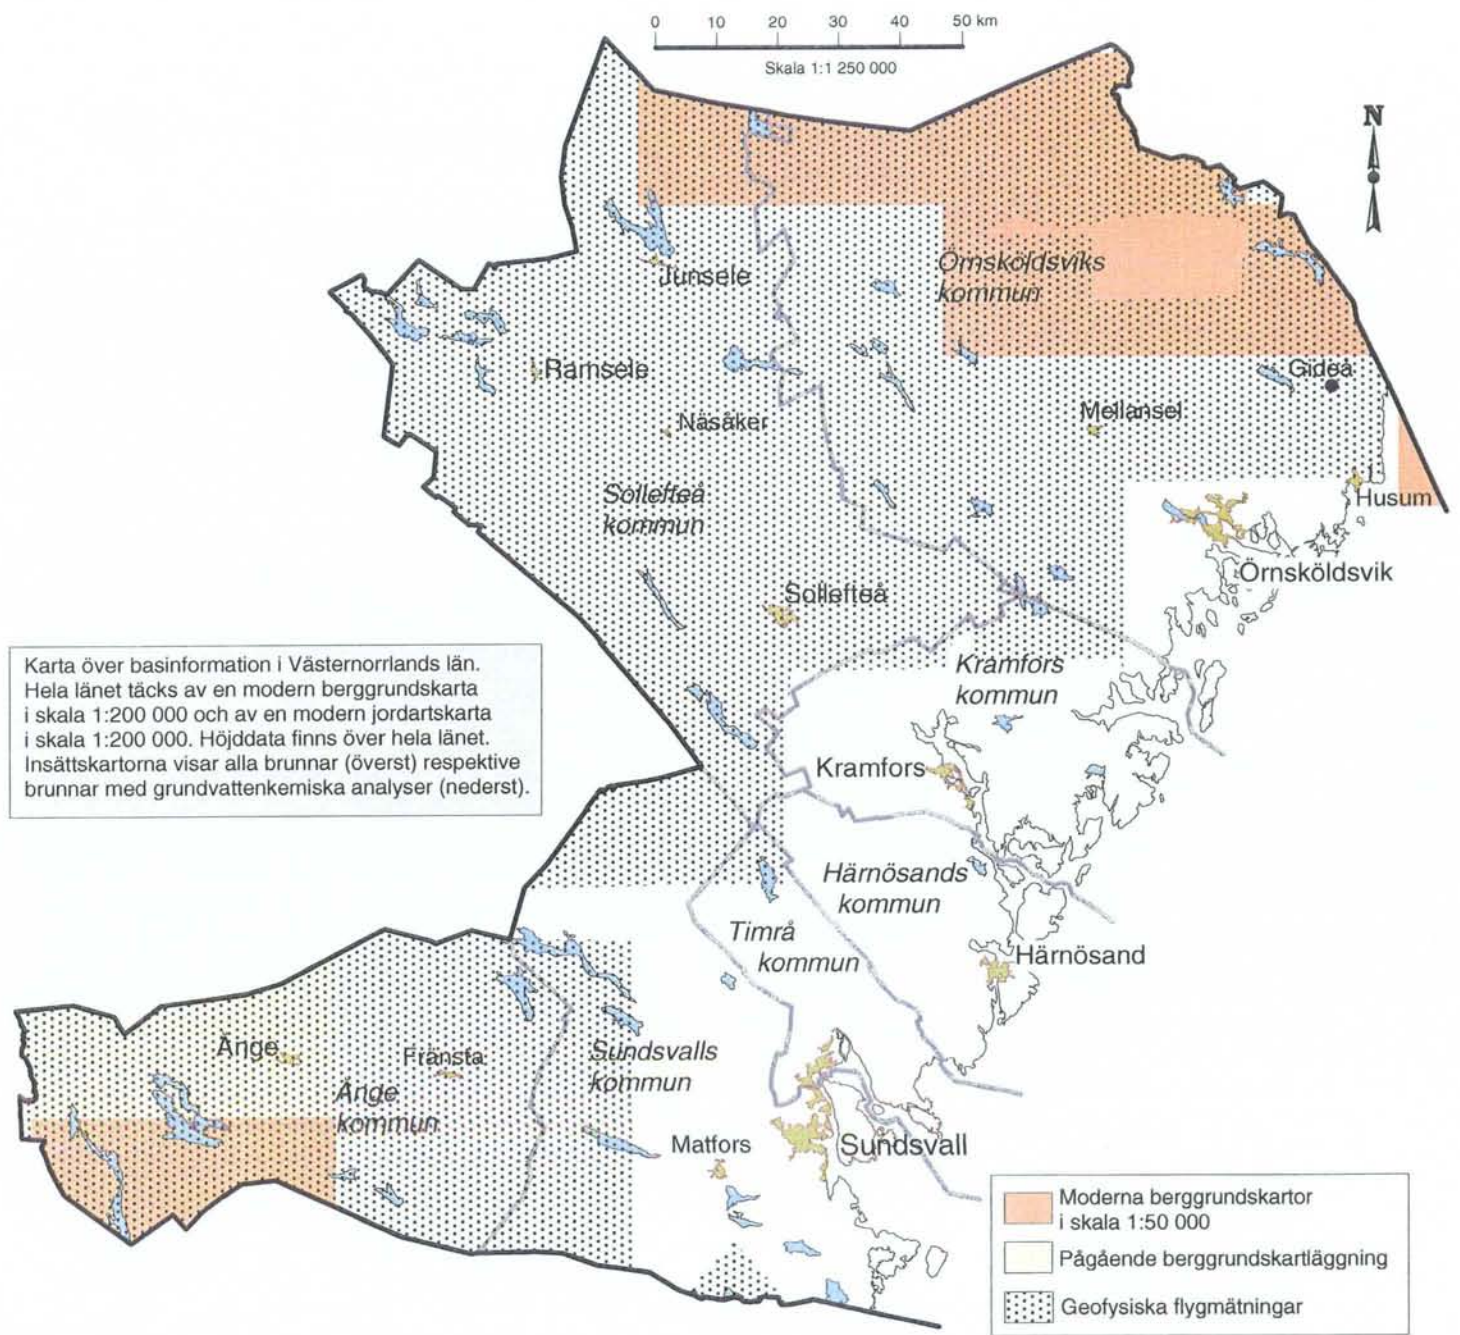 0 10 20 30 40 50 km
Skala 1:1 250 000
N
Örnsköldsviks
kommun
Junsele
Ramsele
Gideå
Näsåker
Mellansel
Sollefteå
kommun
Husum
Örnsköldsvik
Sollefteå
Karta över basinformation i Västernorrlands län.
Hela länet täcks av en modern berggrundskarta
i skala 1:200 000 och av en modern jordartskarta
i skala 1:200 000. Höjddata finns över hela länet.
Insättskartorna visar alla brunnar (överst) respektive
brunnar med grundvattenkemiska analyser (nederst).
Kramfors
kommun
Kramfors
Härnösands
kommun
Timrå
kommun
Härnösand
Ånge
Fränsta
Sundsvalls
kommun
Ånge
kommun
Matfors
Sundsvall
Moderna berggrundskartor
i skala 1:50 000
Pågående berggrundskartläggning
Geofysiska flygmätningar